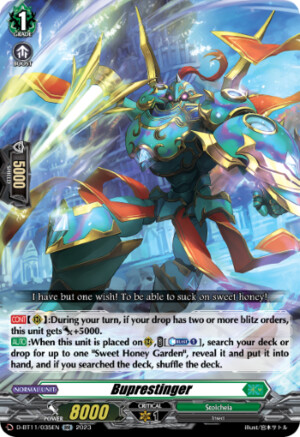 1
GRADE
BOOST
5000
SHIELD
I have but one wish! To be able to suck on sweet honey!
CONT【】:During your turn, if your drop has two or more blitz orders,
this unit gets +5000.
AUTO:When this unit is placed on , search your deck or
drop for up to one "Sweet Honey Garden", reveal it and put it into
hand, and if you searched the deck, shuffle the deck.
NORMAL UNIT
Buprestinger
POWER
8000
CRITICAL
1
Stoicheia
Insect
D-BT11/036EN 2023
Illust/